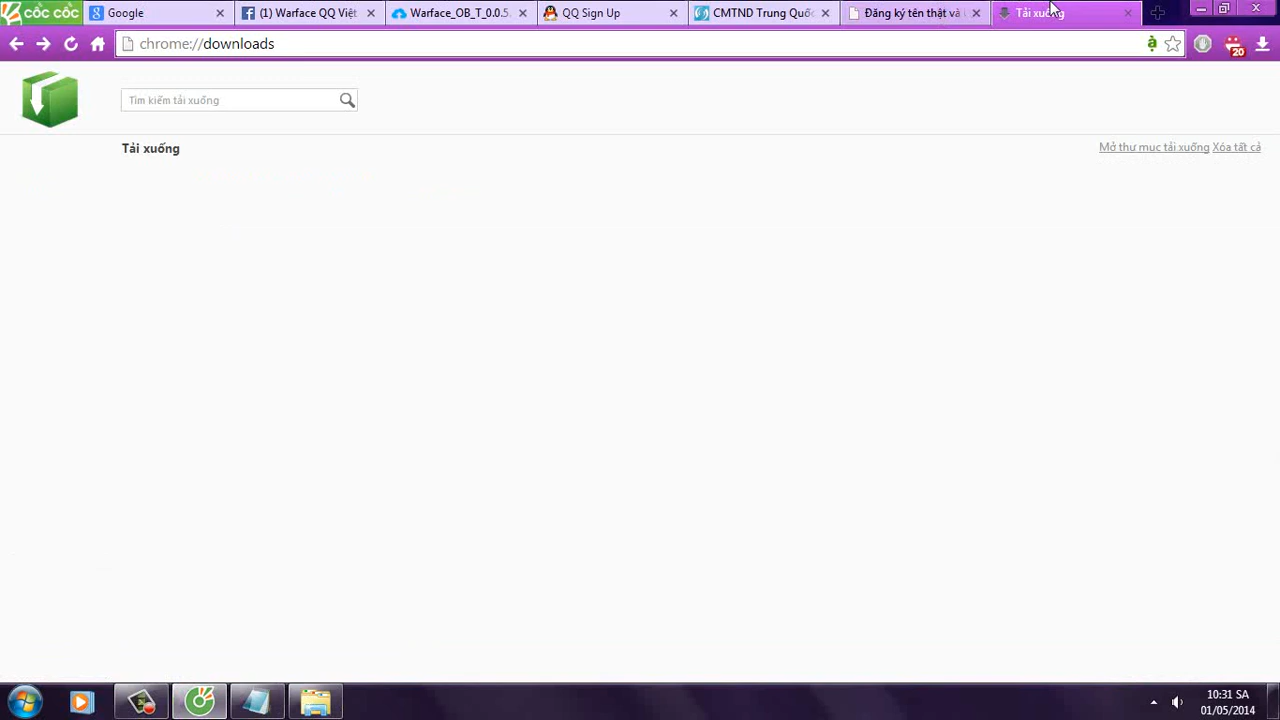 cốc cốc
Google
(1) Warface QQ Việt
Warface_OB_T_0.0.5.
QQ Sign Up
CMTND Trung Quố
Đăng ký tên thật và
Tải xuống
chrome://downloads
ạ
20
Tìm kiếm tải xuống
Tải xuống
Mở thư mục tải xuống Xóa tất cả
10:31 SA
01/05/2014